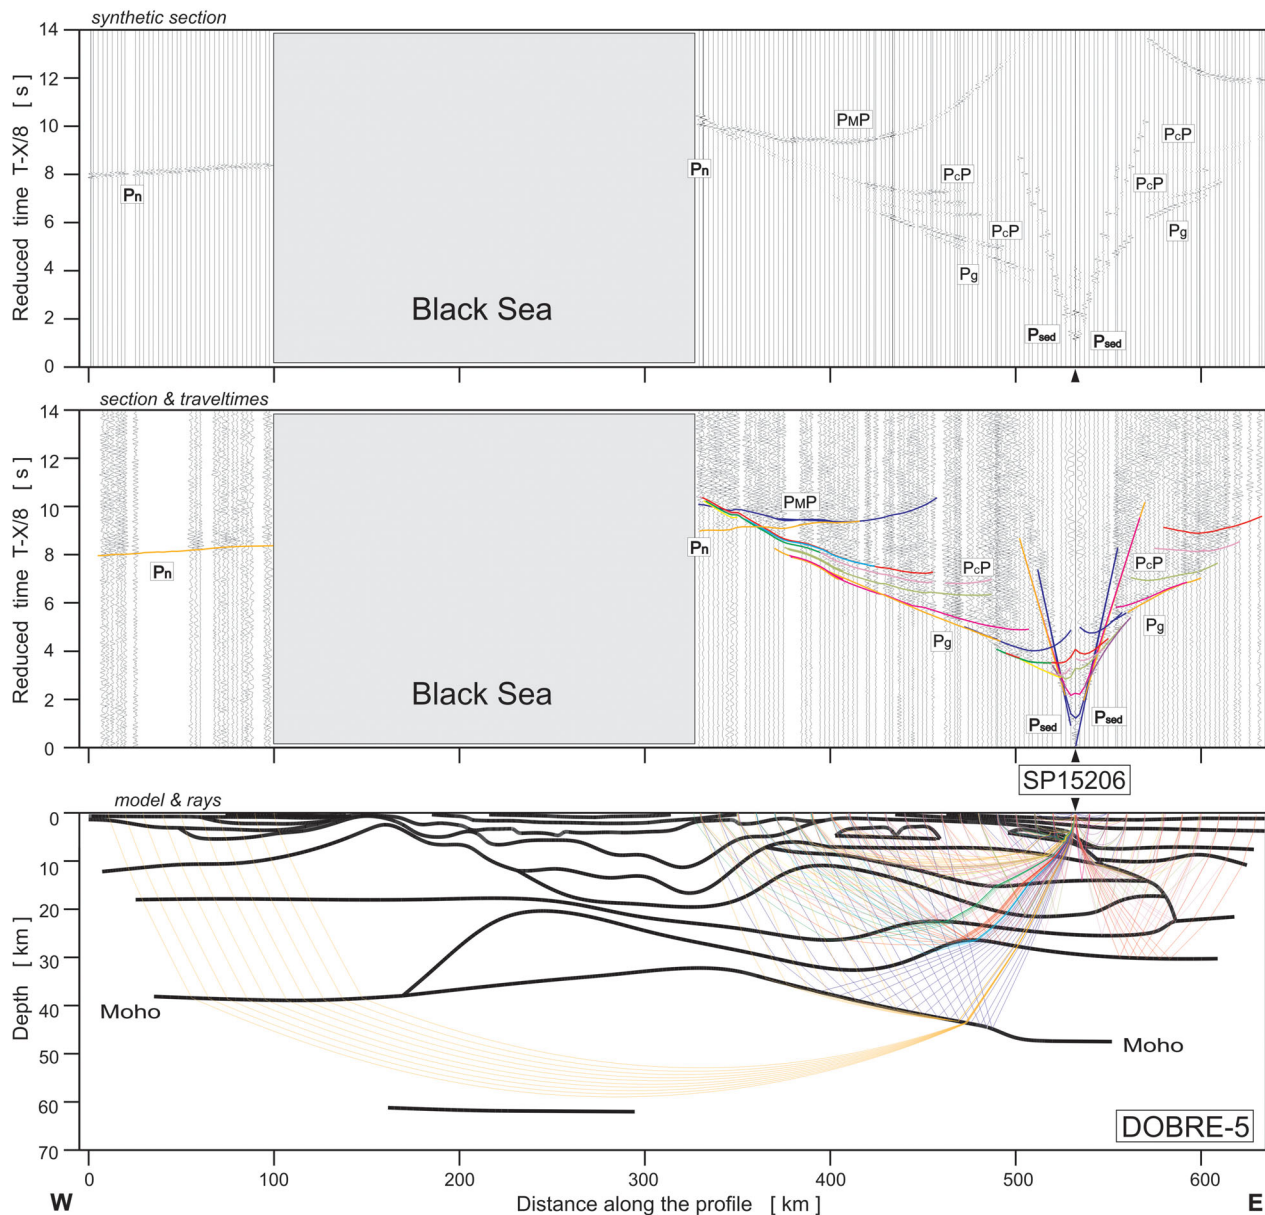 synthetic section
14
12
10
8
6
4
2
0
Reduced time T-X/8 [ s ]
Pn
Black Sea
Pn
PMP
PcP
PcP
Pg
Psed
Psed
PcP
PcP
Pg
section & traveltimes
14
12
10
8
6
4
2
0
Reduced time T-X/8 [ s ]
Pn
Black Sea
Pn
PMP
PcP
Pg
Psed
Psed
PcP
Pg
SP15206
model & rays
0
10
20
30
40
50
60
70
Depth [ km ]
Moho
Moho
DOBRE-5
0 100 200 300 400 500 600
W Distance along the profile [ km ] E